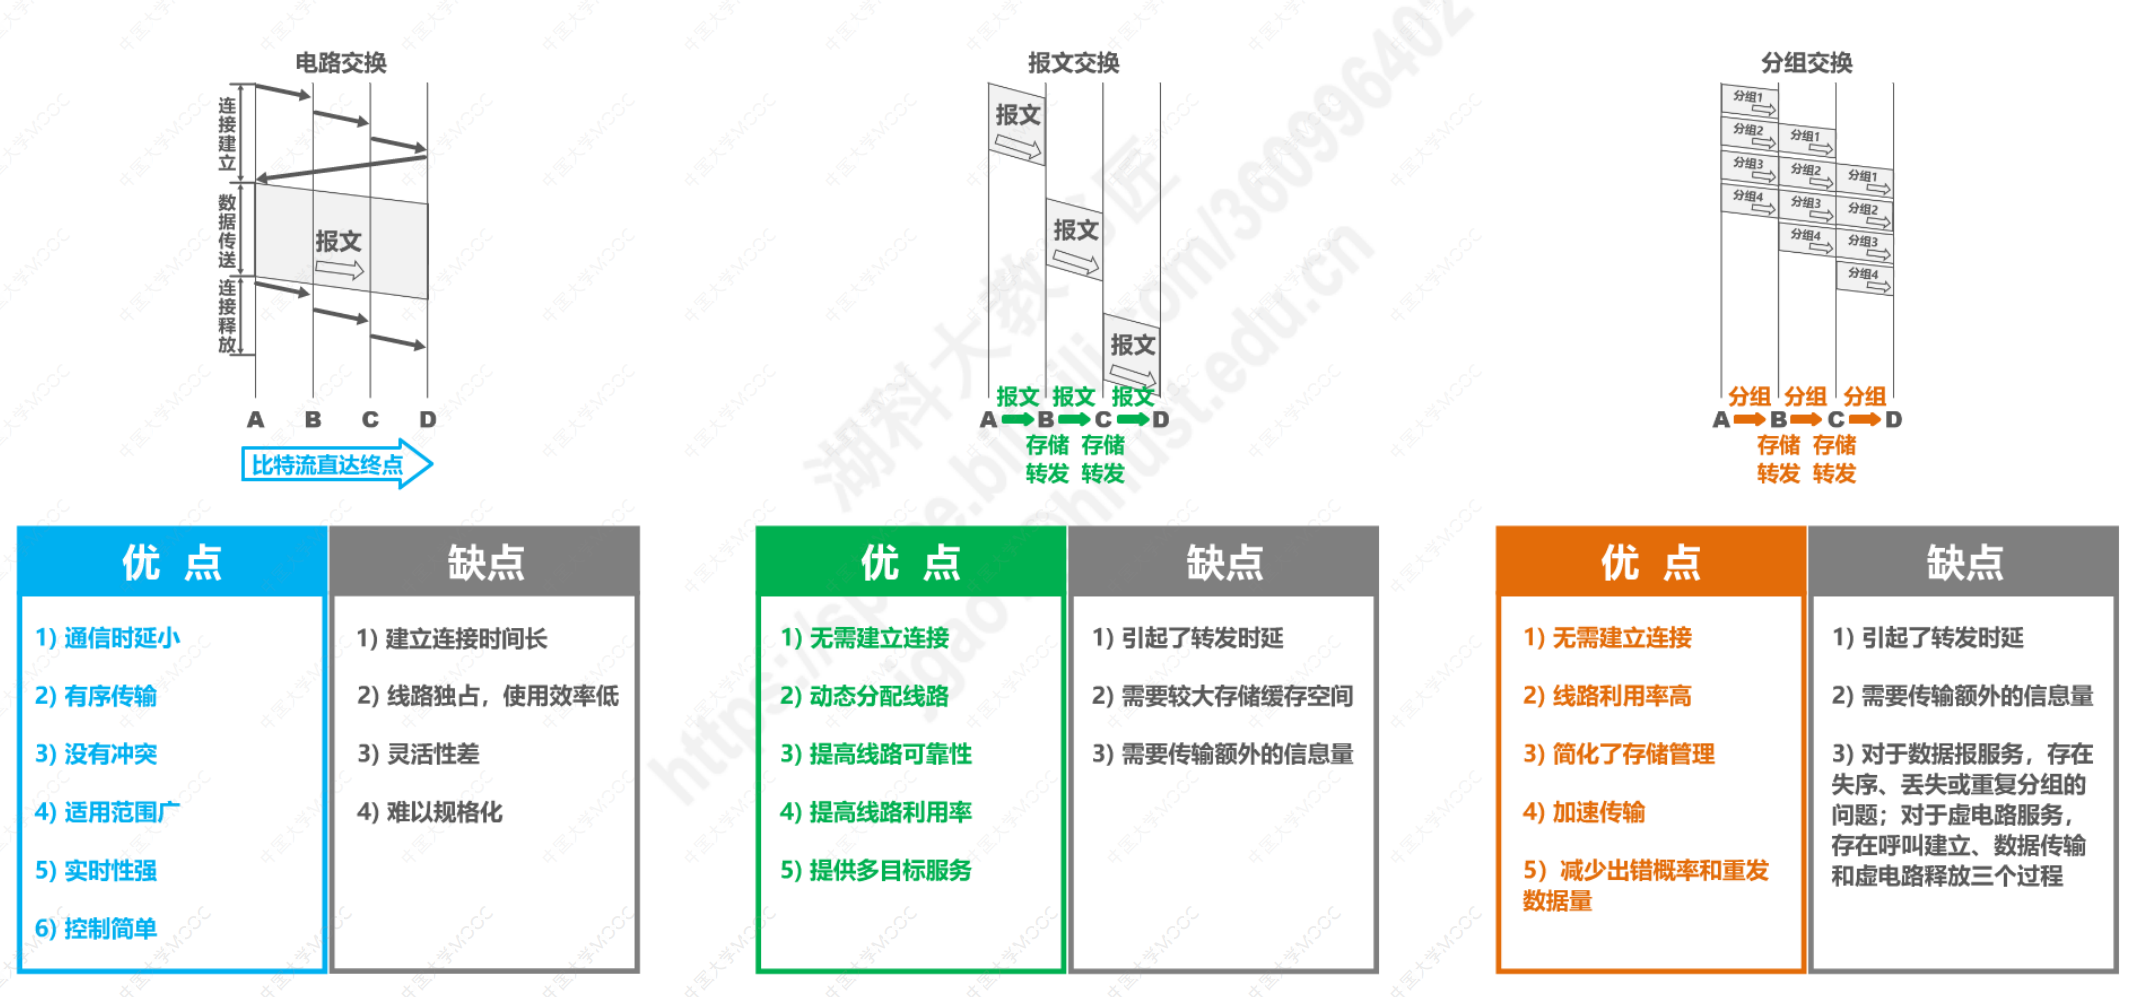 电路交换
连接建立
数据传送
连接释放
报文
A B C D
比特流直达终点
优 点
缺点
1) 通信时延小
2) 有序传输
3) 没有冲突
4) 适用范围广
5) 实时性强
6) 控制简单
1) 建立连接时间长
2) 线路独占，使用效率低
3) 灵活性差
4) 难以规格化
报文交换
报文
报文
报文
报文 报文 报文
A B C D
存储 存储
转发 转发
优 点
缺点
1) 无需建立连接
2) 动态分配线路
3) 提高线路可靠性
4) 提高线路利用率
5) 提供多目标服务
1) 引起了转发时延
2) 需要较大存储缓存空间
3) 需要传输额外的信息量
分组交换
分组1
分组2 分组1
分组3 分组2 分组1
分组4 分组3 分组2
分组4 分组3
分组4
分组 分组 分组
A B C D
存储 存储
转发 转发
优 点
缺点
1) 无需建立连接
2) 线路利用率高
3) 简化了存储管理
4) 加速传输
5）减少出错概率和重发
数据量
1) 引起了转发时延
2) 需要传输额外的信息量
3) 对于数据报服务，存在
失序、丢失或重复分组的
问题；对于虚电路服务，
存在呼叫建立、数据传输
和虚电路释放三个过程
中国大学MOOC